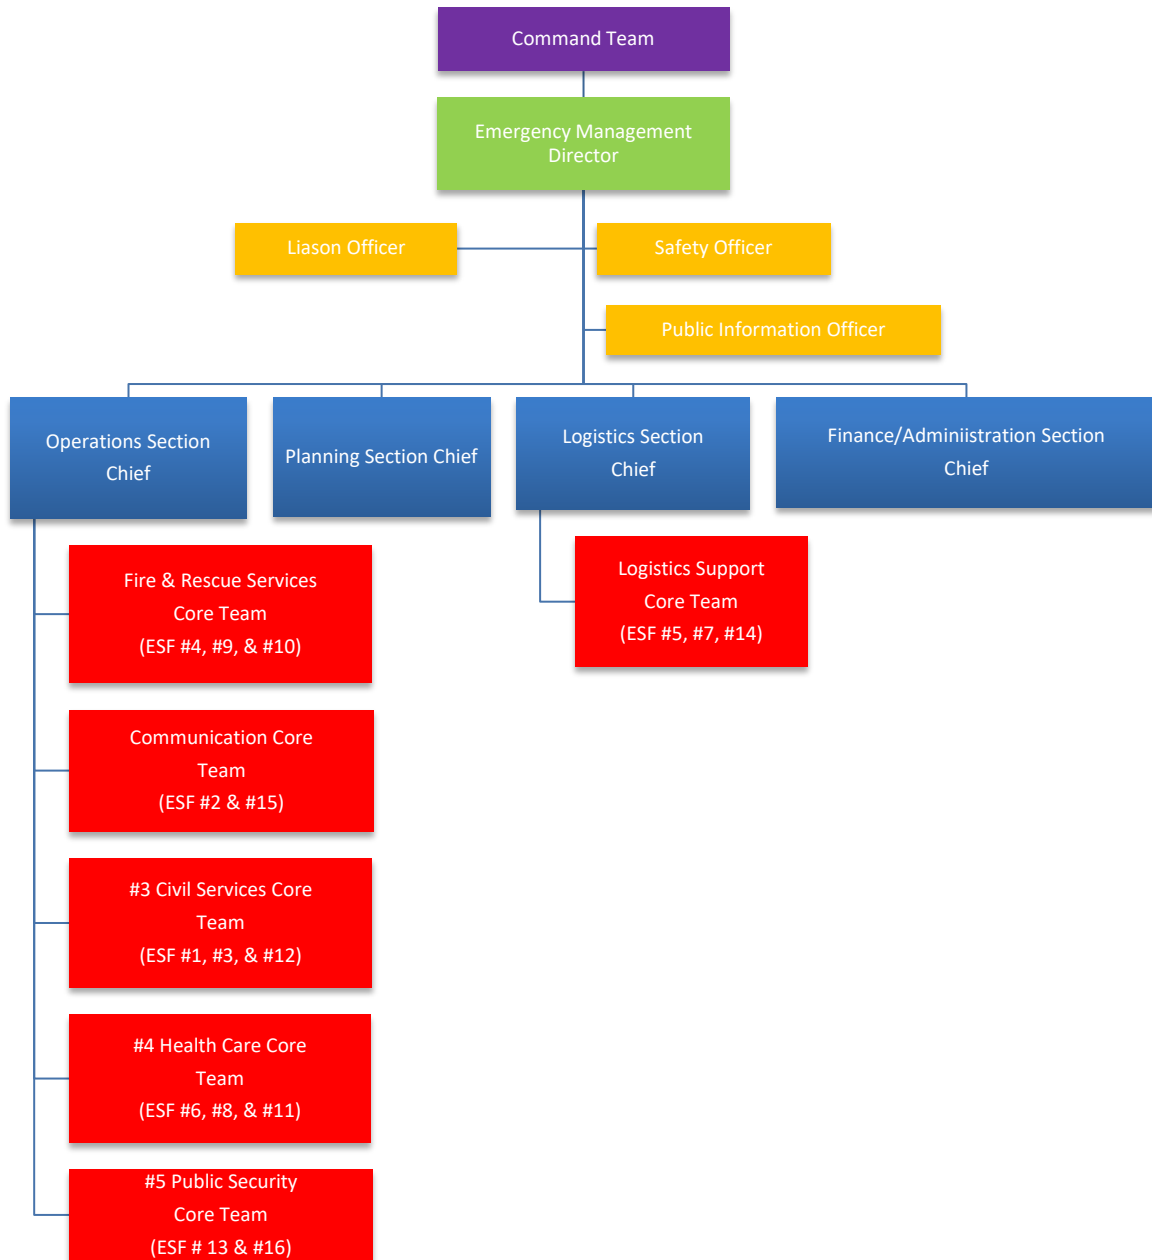 Command Team
Emergency Management
Director
Liason Officer
Safety Officer
Public Information Officer
Operations Section
Chief
Planning Section Chief
Logistics Section
Chief
Finance/Adminiistration Section
Chief
Fire & Rescue Services
Core Team
(ESF #4, #9, & #10)
Logistics Support
Core Team
(ESF #5, #7, #14)
Communication Core
Team
(ESF #2 & #15)
#3 Civil Services Core
Team
(ESF #1, #3, & #12)
#4 Health Care Core
Team
(ESF #6, #8, & #11)
#5 Public Security
Core Team
(ESF # 13 & #16)